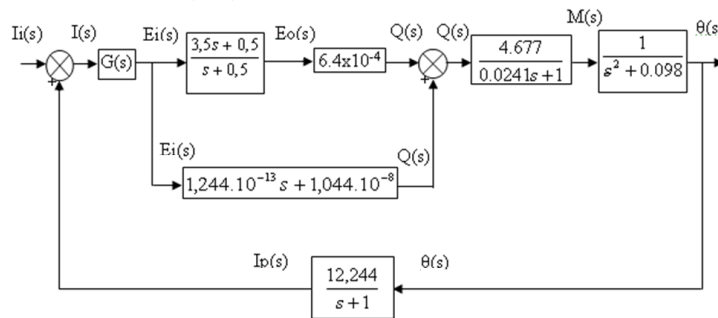 Ii(s) I(s) Ei(s) Eo(s) Q(s) Q(s) M(s) θ(s
G(s)
3,5s + 0,5
s + 0,5
6.4x10-4
4.677
0.0241s + 1
1
s² + 0.098
+
+
Ei(s) Q(s)
1,244.10⁻¹³ s + 1,044.10⁻⁸
Ip(s) θ(s)
12,244
s + 1